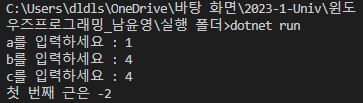 C:\Users\dldls\OneDrive\바탕 화면\2023-1-Univ\윈도
우즈프로그래밍_남윤영\실행 폴더>dotnet run
a를 입력하세요 : 1
b를 입력하세요 : 4
c를 입력하세요 : 4
첫 번째 근은 -2